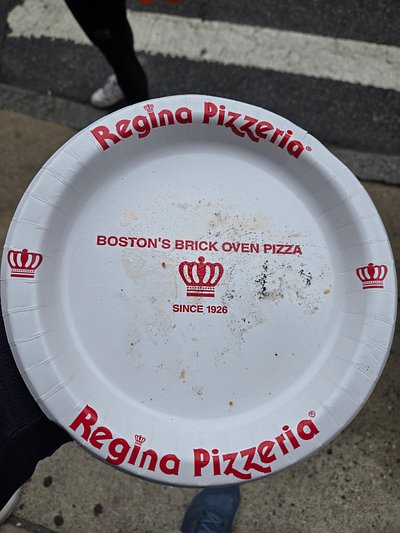 Regina Pizzeria®
BOSTON'S BRICK OVEN PIZZA
SINCE 1926
Regina Pizzeria®